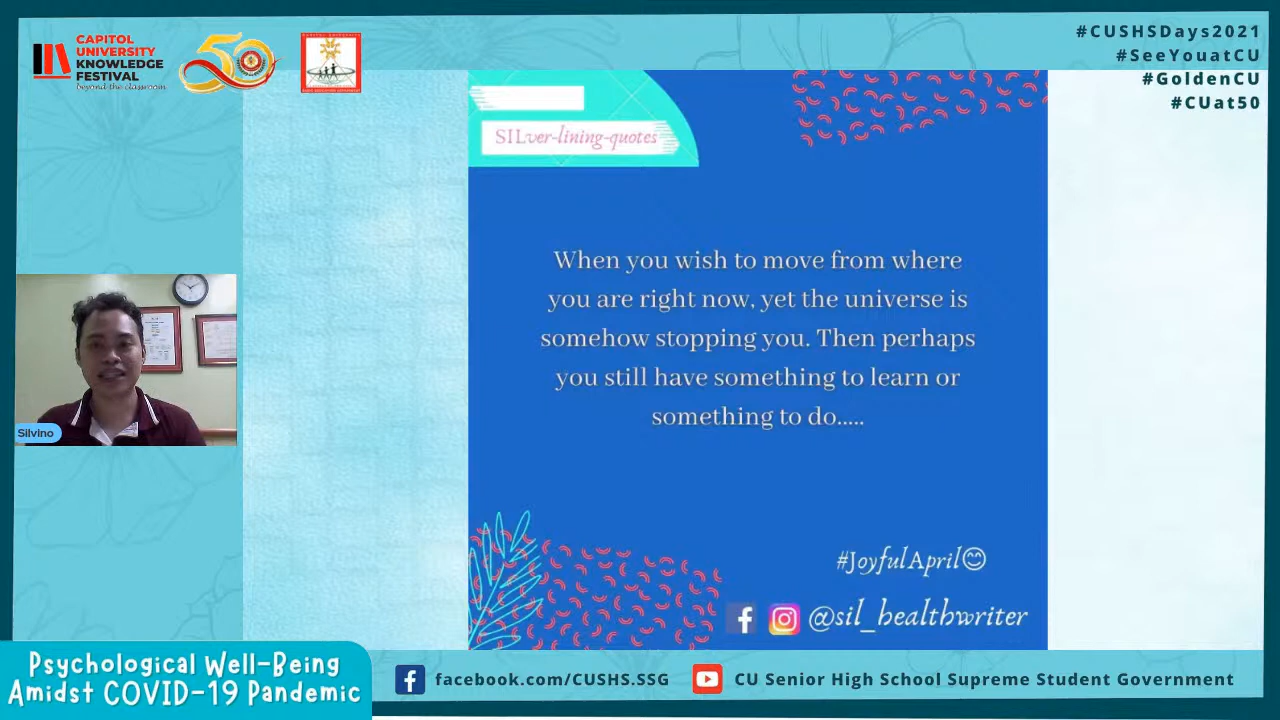 CAPITOL
UNIVERSITY
KNOWLEDGE
FESTIVAL
beyond the classroom
50
#CUSHSDays2021
#SeeYouatCU
#GoldenCU
#CUat50
SILver-lining-quotes
When you wish to move from where
you are right now, yet the universe is
somehow stopping you. Then perhaps
you still have something to learn or
something to do.....
#JoyfulApril😊
@sil_healthwriter
Silvino
Psychological Well-Being
Amidst COVID-19 Pandemic
facebook.com/CUSHS.SSG
CU Senior High School Supreme Student Government